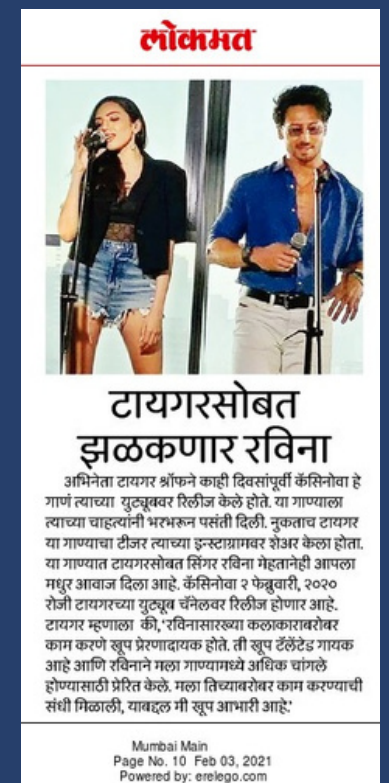 लोकमत
टायगरसोबत
झळकणार रविना
अभिनेता टायगर श्रॉफने काही दिवसांपूर्वी कॅसिनोवा हे
गाणं त्याच्या युट्यूबवर रिलीज केले होते. या गाण्याला
त्याच्या चाहत्यांनी भरभरून पसंती दिली. नुकताच टायगर
या गाण्याचा टीजर त्याच्या इन्स्टाग्रामवर शेअर केला होता.
या गाण्यात टायगरसोबत सिंगर रविना मेहतानेही आपला
मधुर आवाज दिला आहे. कॅसिनोवा २ फेब्रुवारी, २०२०
रोजी टायगरच्या युट्यूब चॅनेलवर रिलीज होणार आहे.
टायगर म्हणाला की,'रविनासारख्या कलाकाराबरोबर
काम करणे खूप प्रेरणादायक होते. ती खूप टॅलेंटेड गायक
आहे आणि रविनाने मला गाण्यामध्ये अधिक चांगले
होण्यासाठी प्रेरित केले. मला तिच्याबरोबर काम करण्याची
संधी मिळाली, याबद्दल मी खूप आभारी आहे.'
Mumbai Main
Page No. 10 Feb 03, 2021
Powered by: erelego.com